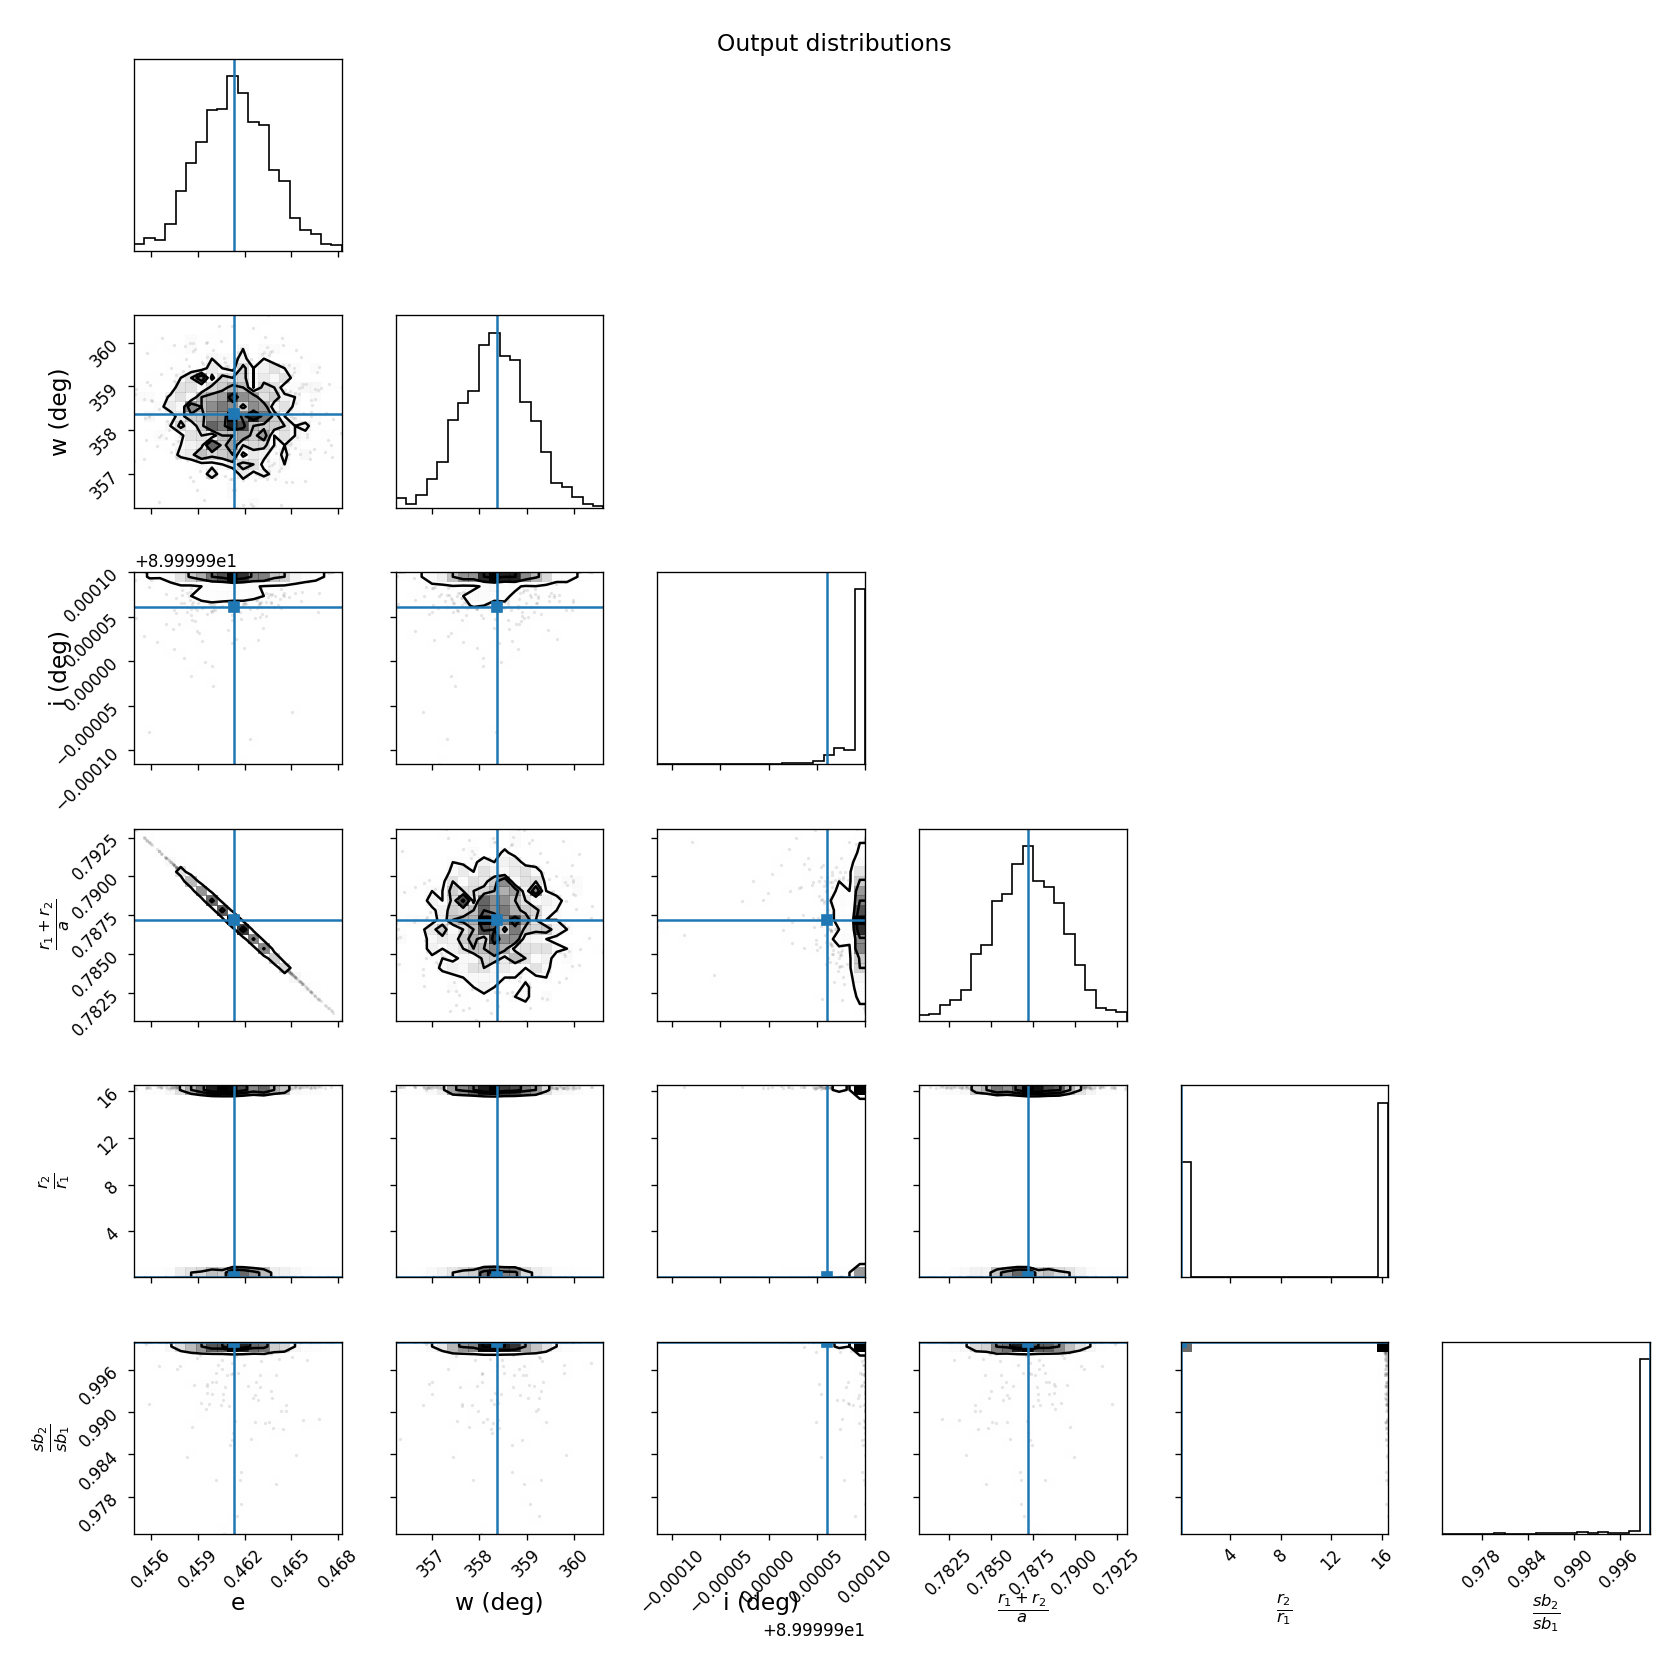 Output distributions
w (deg)
360
359
358
357
+8.99999e1
i (deg)
0.00010
0.00005
0.00000
−0.00005
−0.00010
r₁ + r₂
a
0.7925
0.7900
0.7875
0.7850
0.7825
r₂
r₁
16
12
8
4
sb₂
sb₁
0.996
0.990
0.984
0.978
0.456 0.459 0.462 0.465 0.468
e
357 358 359 360
w (deg)
−0.00010 −0.00005 0.00000 0.00005 0.00010
i (deg)
+8.99999e1
0.7825 0.7850 0.7875 0.7900 0.7925
r₁ + r₂
a
4 8 12 16
r₂
r₁
0.978 0.984 0.990 0.996
sb₂
sb₁